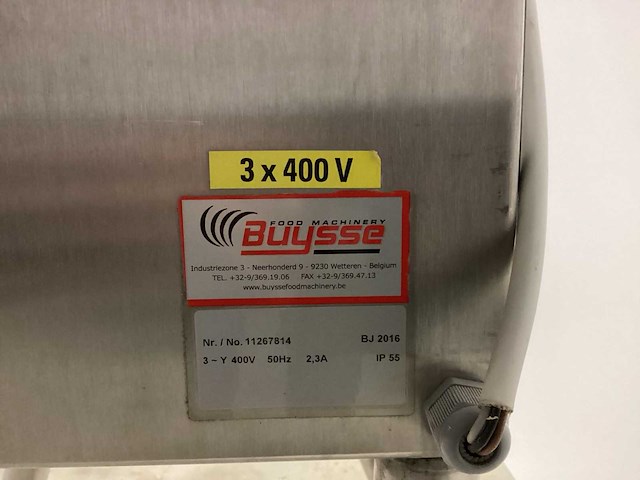 3 x 400 V
FOOD MACHINERY
Buysse
Industriezone 3 - Neerhonderd 9 - 9230 Wetteren - Belgium
TEL. +32-9/369.19.06 FAX +32-9/369.47.13
www.buyssefoodmachinery.be
Nr. / No. 11267814 BJ 2016
3 ~ Y 400V 50Hz 2,3A IP 55